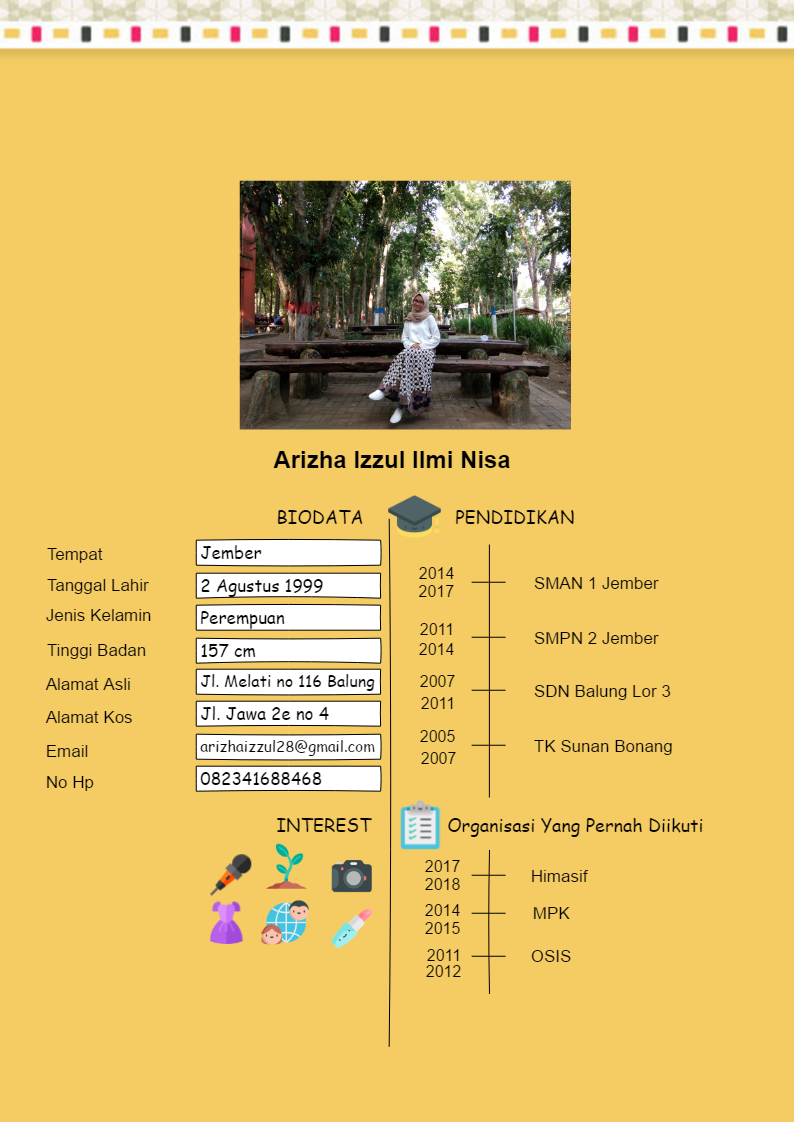 Arizha Izzul Ilmi Nisa
BIODATA
Tempat Jember
Tanggal Lahir 2 Agustus 1999
Jenis Kelamin Perempuan
Tinggi Badan 157 cm
Alamat Asli Jl. Melati no 116 Balung
Alamat Kos Jl. Jawa 2e no 4
Email arizhaizzul28@gmail.com
No Hp 082341688468
INTEREST
PENDIDIKAN
2014
2017
SMAN 1 Jember
2011
2014
SMPN 2 Jember
2007
2011
SDN Balung Lor 3
2005
2007
TK Sunan Bonang
Organisasi Yang Pernah Diikuti
2017
2018
Himasif
2014
2015
MPK
2011
2012
OSIS